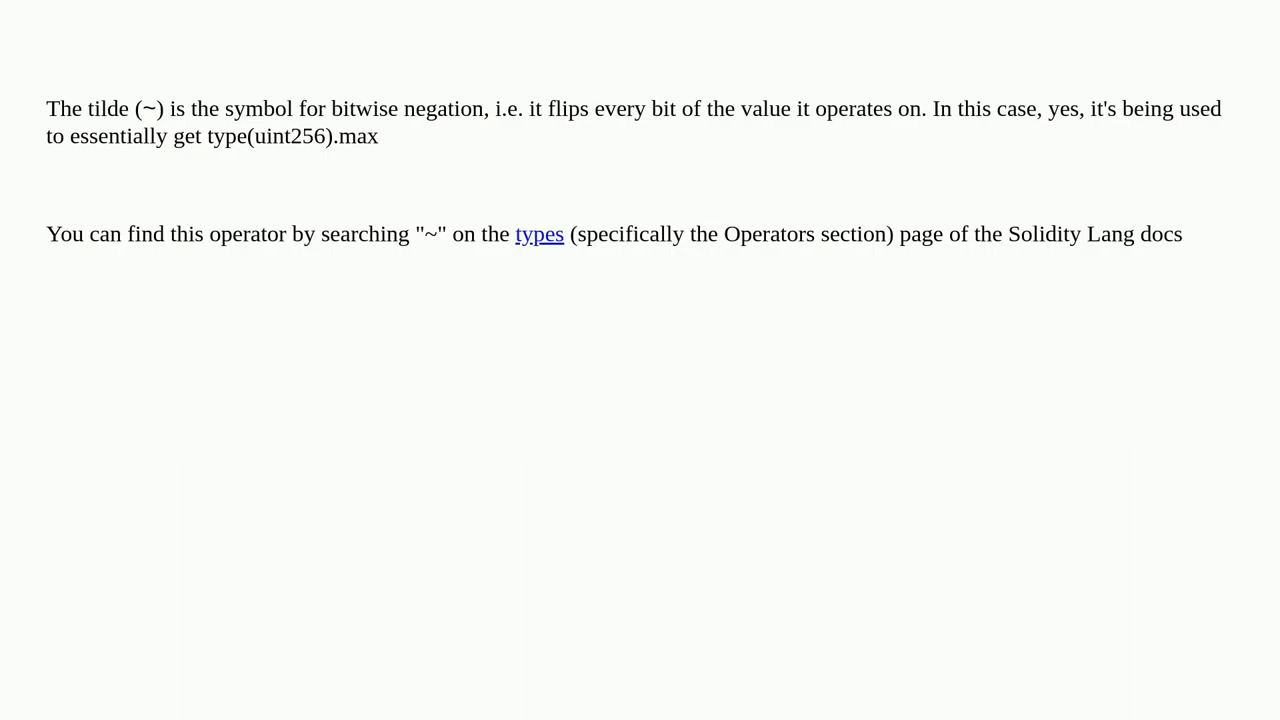 The tilde (~) is the symbol for bitwise negation, i.e. it flips every bit of the value it operates on. In this case, yes, it's being used
to essentially get type(uint256).max
You can find this operator by searching "~" on the types (specifically the Operators section) page of the Solidity Lang docs